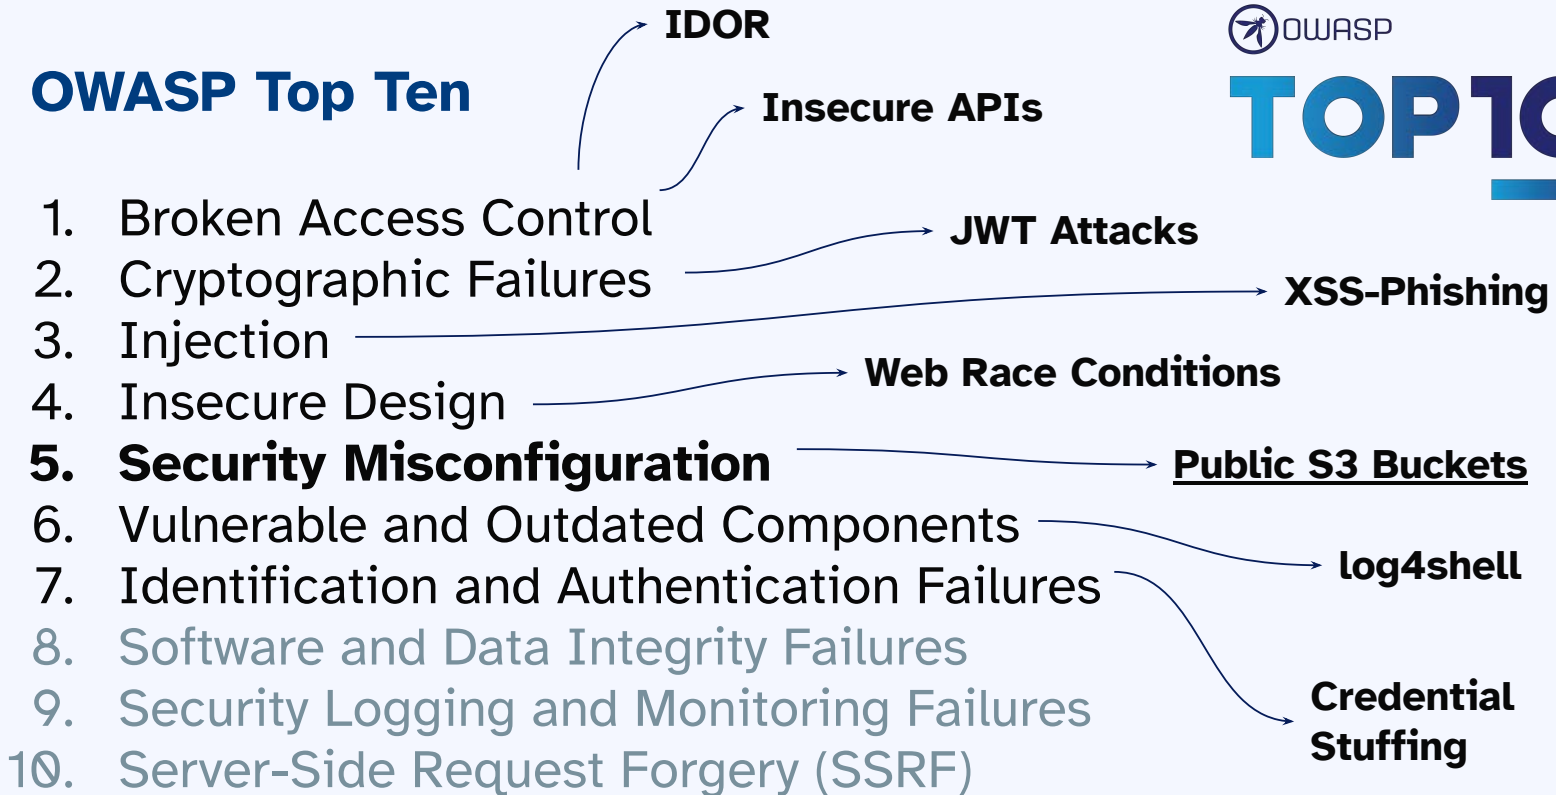 IDOR
OWASP
OWASP Top Ten
Insecure APIs
TOP10
1. Broken Access Control
JWT Attacks
2. Cryptographic Failures
XSS-Phishing
3. Injection
Web Race Conditions
4. Insecure Design
5. Security Misconfiguration
Public S3 Buckets
6. Vulnerable and Outdated Components
log4shell
7. Identification and Authentication Failures
8. Software and Data Integrity Failures
Credential
Stuffing
9. Security Logging and Monitoring Failures
10. Server-Side Request Forgery (SSRF)